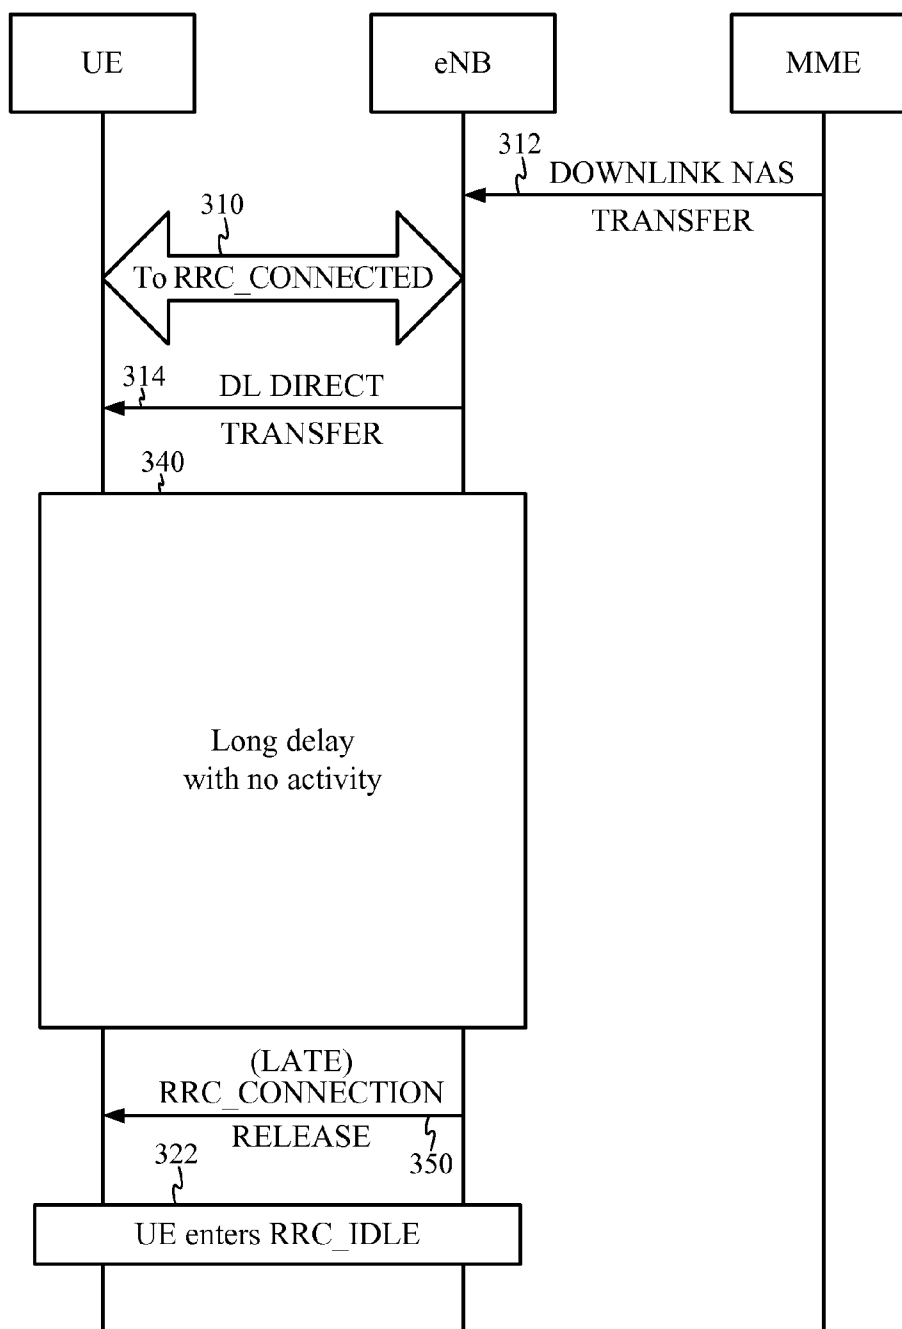 UE
eNB
MME
312
DOWNLINK NAS
TRANSFER
310
To RRC_CONNECTED
314
DL DIRECT
TRANSFER
340
Long delay
with no activity
(LATE)
RRC_CONNECTION
RELEASE
350
322
UE enters RRC_IDLE